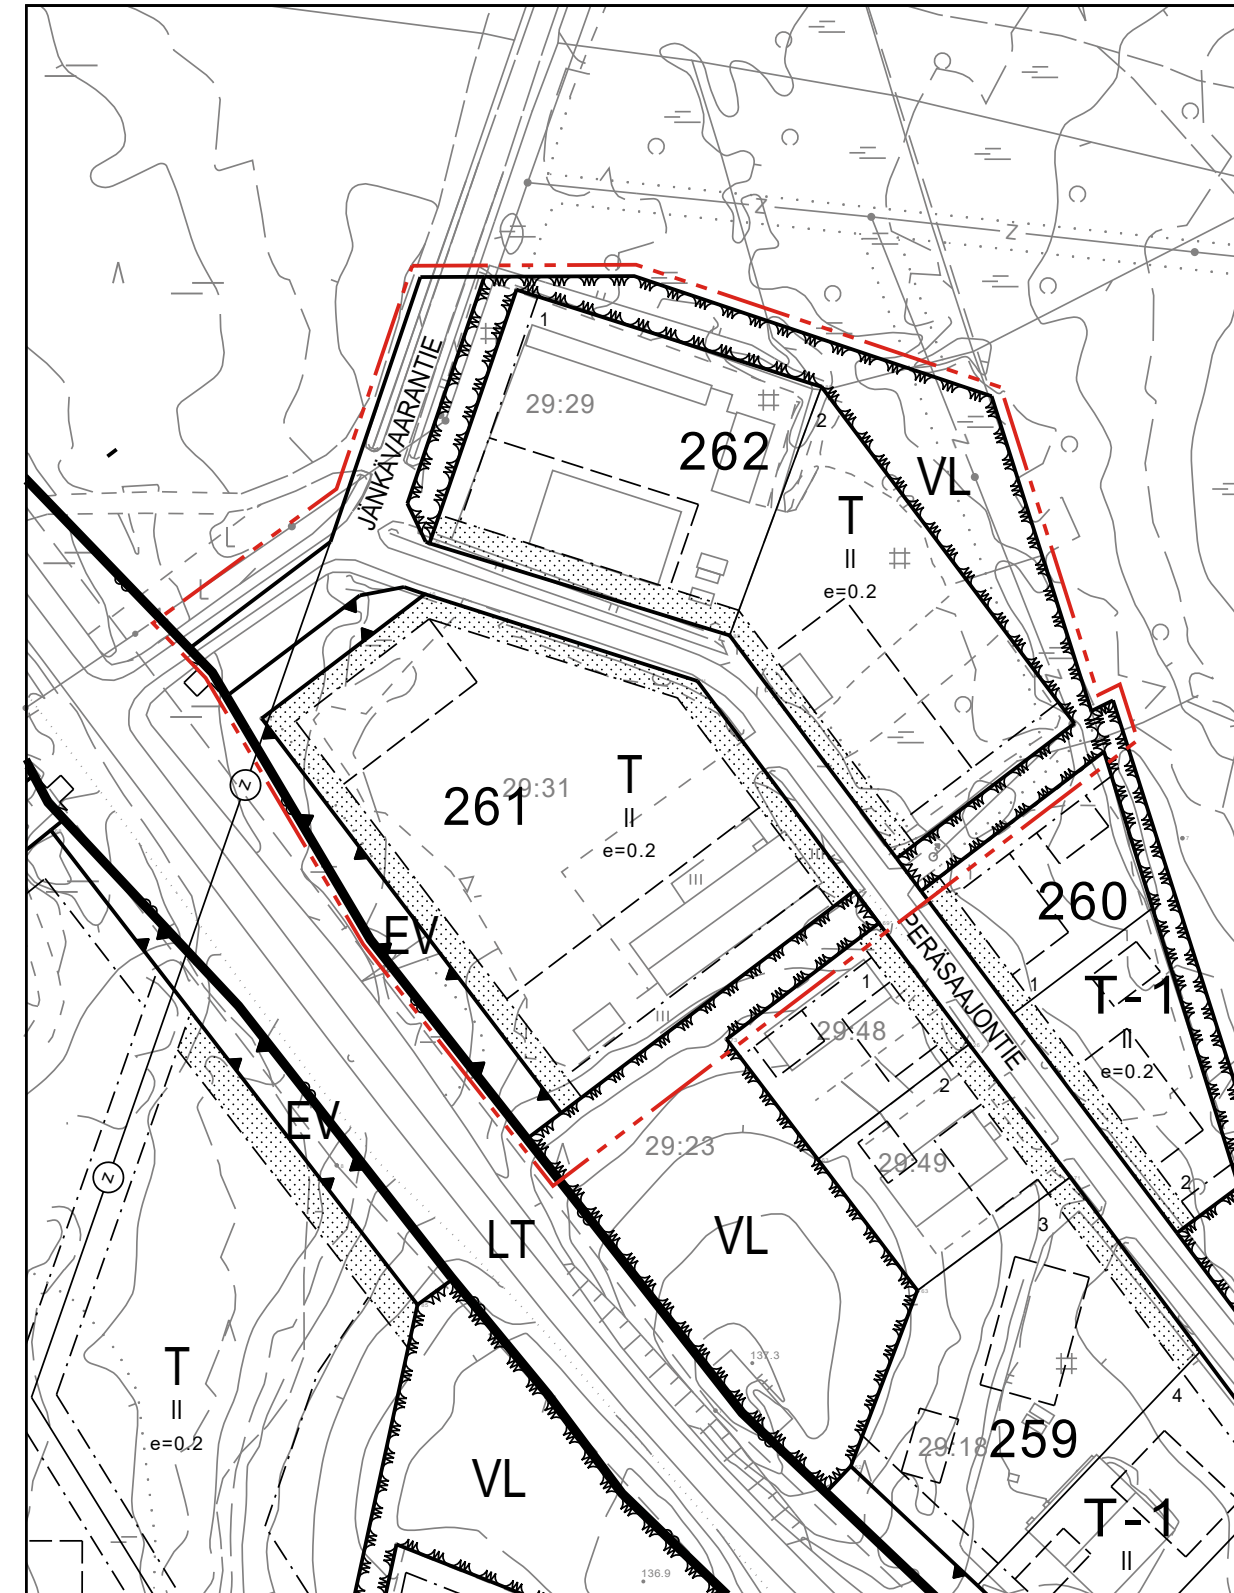 Z
Z
JÄNKÄVAARANTIE
1
29:29
262
2
VL
T
II
e=0.2
L
L
T
II
e=0.2
29:31
261
Z
EV
III
III
260
PERÄSAAJONTIE
1
1
T-1
II
e=0.2
29:48
2
29:49
29:23
EV
Z
2
3
LT
VL
137.3
T
II
e=0.2
4
29:18
259
VL
T-1
II
136.9